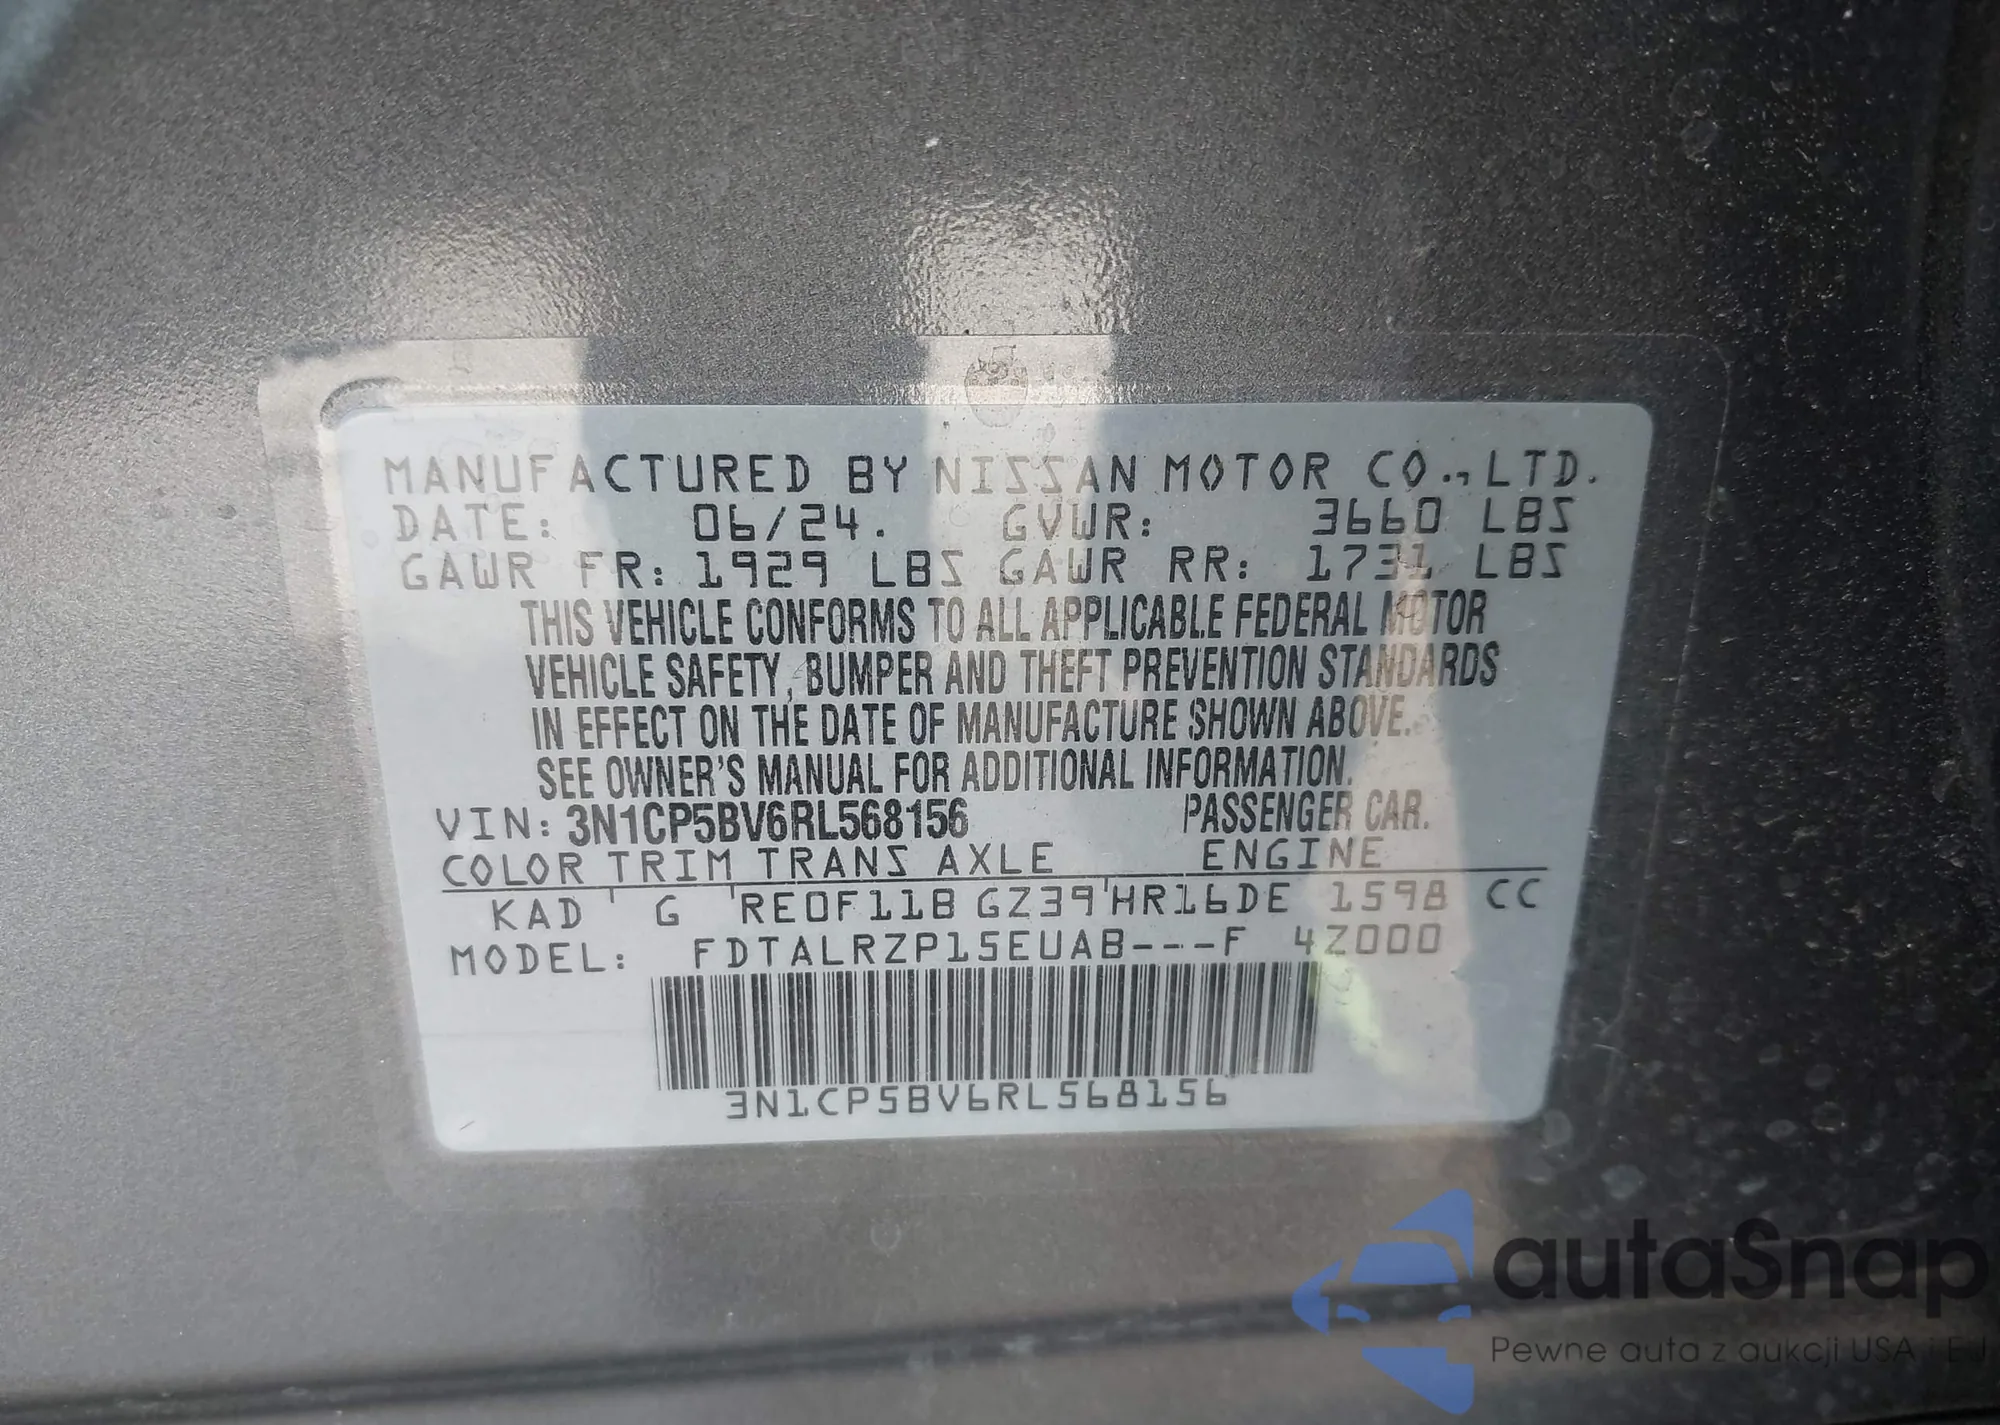 MANUFACTURED BY NISSAN MOTOR CO.,LTD.
DATE: 06/24. GVWR: 3660 LBS
GAWR FR: 1929 LBS GAWR RR: 1731 LBS
THIS VEHICLE CONFORMS TO ALL APPLICABLE FEDERAL MOTOR
VEHICLE SAFETY, BUMPER AND THEFT PREVENTION STANDARDS
IN EFFECT ON THE DATE OF MANUFACTURE SHOWN ABOVE.
SEE OWNER'S MANUAL FOR ADDITIONAL INFORMATION.
VIN: 3N1CP5BV6RL568156 PASSENGER CAR.
COLOR TRIM TRANS AXLE ENGINE
KAD G RE0F11B GZ39 HR16DE 1598 CC
MODEL: FDTALRZP15EUAB---F 4Z000
3N1CP5BV6RL568156
autaSnap
Pewne auta z aukcji USA i EU